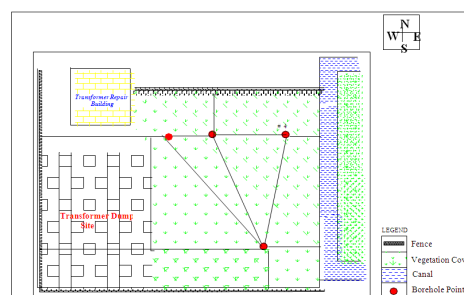 N
W E
S
Transformer Repair
Building
Transformer Dump
Site
LEGEND
Fence
Vegetation Cov
Canal
Borehole Point